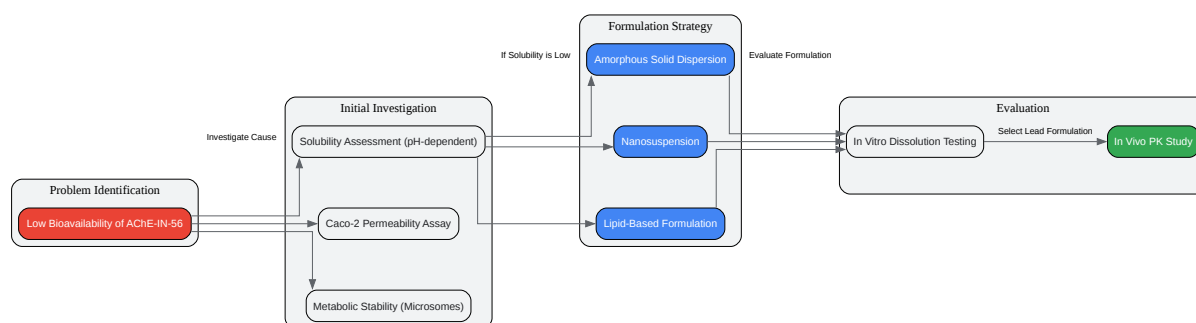 Problem Identification
Low Bioavailability of AChE-IN-56
Investigate Cause
Initial Investigation
Solubility Assessment (pH-dependent)
Caco-2 Permeability Assay
Metabolic Stability (Microsomes)
If Solubility is Low
Formulation Strategy
Amorphous Solid Dispersion
Nanosuspension
Lipid-Based Formulation
Evaluate Formulation
Evaluation
In Vitro Dissolution Testing
Select Lead Formulation
In Vivo PK Study